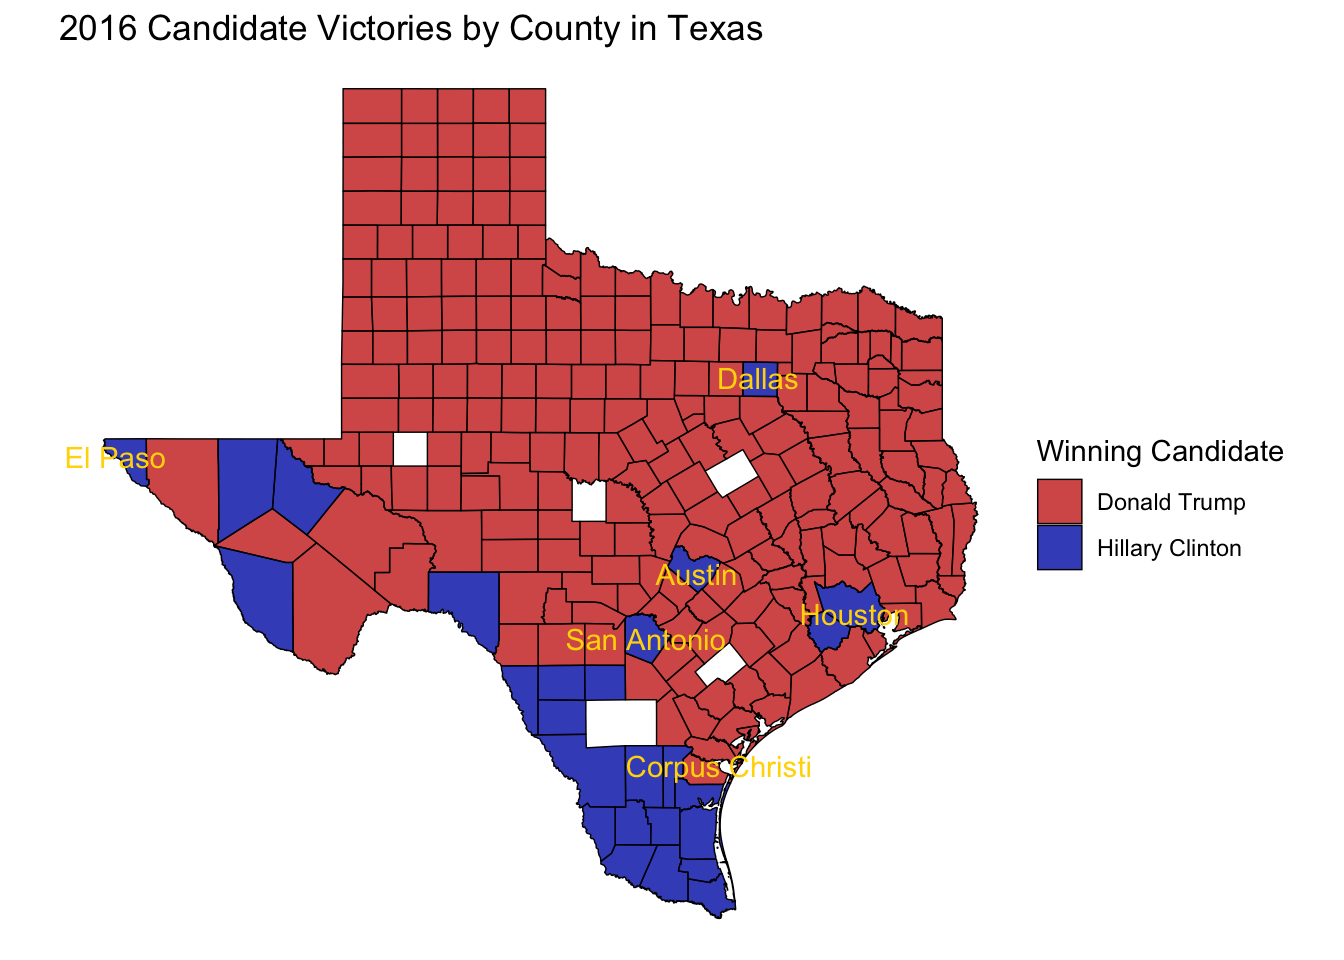 2016 Candidate Victories by County in Texas
Dallas
El Paso
Winning Candidate
Donald Trump
Hillary Clinton
Austin
Houston
San Antonio
Corpus Christi